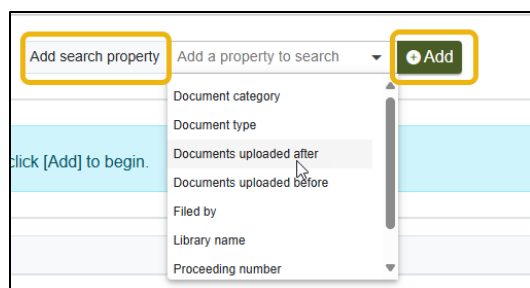 Add search property Add a property to search Add
Document category
Document type
click [Add] to begin. Documents uploaded after
Documents uploaded before
Filed by
Library name
Proceeding number